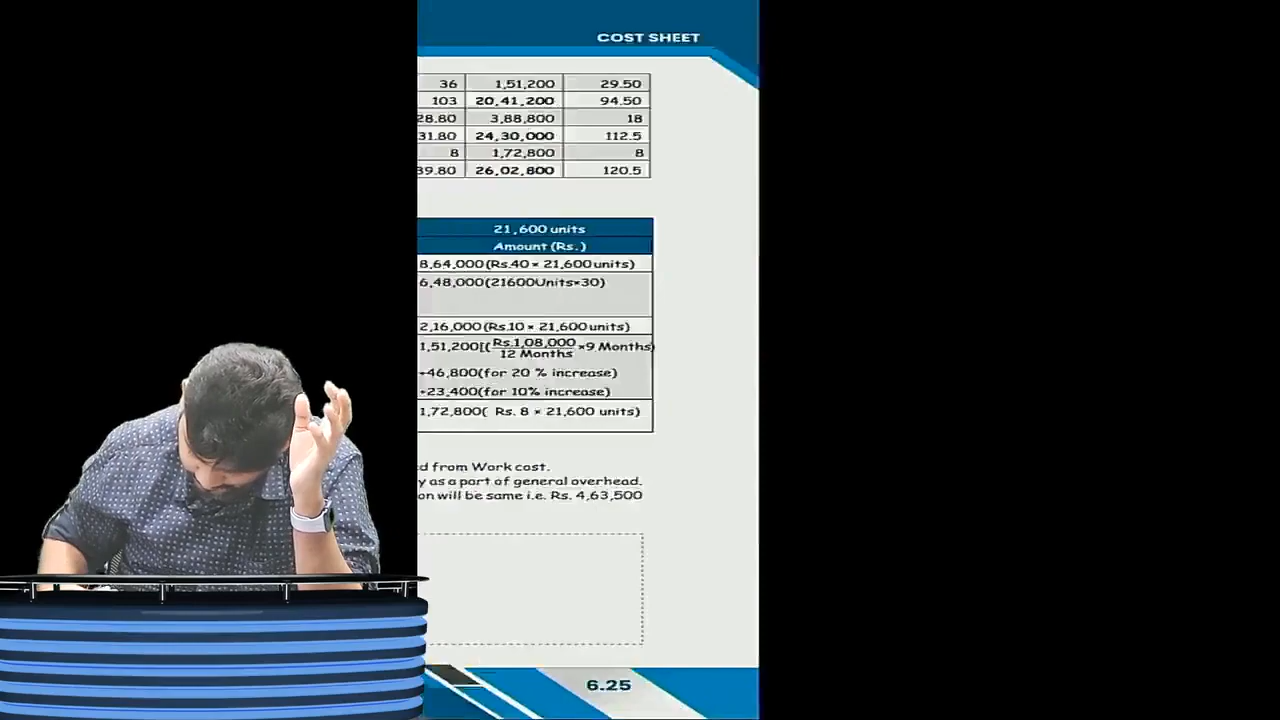 COST SHEET
36 1,51,200 29.50
103 20,41,200 94.50
28.80 3,88,800 18
31.80 24,30,000 112.5
8 1,72,800 8
39.80 26,02,800 120.5
21,600 units
Amount (Rs.)
8,64,000(Rs.40 × 21,600units)
6,48,000(21600Units×30)
2,16,000(Rs.10 × 21,600units)
1,51,200[(Rs.1,08,000
12 Months ×9 Months)
+46,800(for 20 % increase)
+23,400(for 10% increase)
1,72,800( Rs. 8 × 21,600 units)
d from Work cost.
y as a part of general overhead.
on will be same i.e. Rs. 4,63,500
6.25